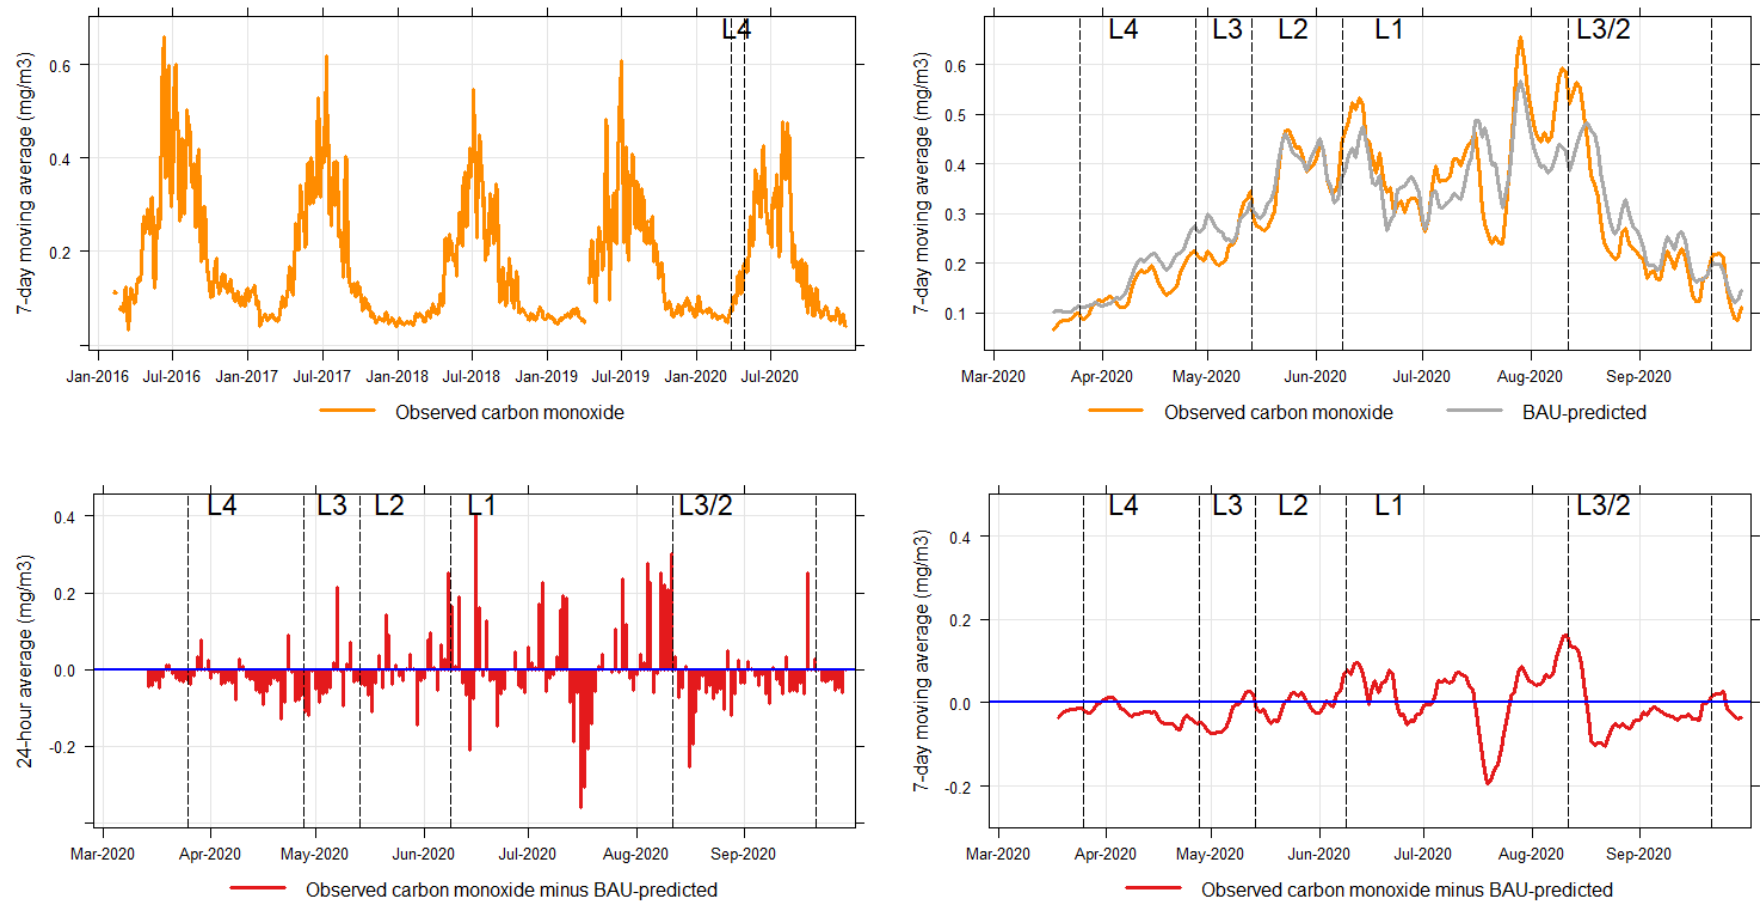 L4
7-day moving average (mg/m3)
0.6
0.4
0.2
Jan-2016 Jul-2016 Jan-2017 Jul-2017 Jan-2018 Jul-2018 Jan-2019 Jul-2019 Jan-2020 Jul-2020
Observed carbon monoxide
L4 L3 L2 L1 L3/2
7-day moving average (mg/m3)
0.6
0.5
0.4
0.3
0.2
0.1
Mar-2020 Apr-2020 May-2020 Jun-2020 Jul-2020 Aug-2020 Sep-2020
Observed carbon monoxide BAU-predicted
L4 L3 L2 L1 L3/2
24-hour average (mg/m3)
0.4
0.2
0.0
-0.2
Mar-2020 Apr-2020 May-2020 Jun-2020 Jul-2020 Aug-2020 Sep-2020
Observed carbon monoxide minus BAU-predicted
L4 L3 L2 L1 L3/2
7-day moving average (mg/m3)
0.4
0.2
0.0
-0.2
Mar-2020 Apr-2020 May-2020 Jun-2020 Jul-2020 Aug-2020 Sep-2020
Observed carbon monoxide minus BAU-predicted